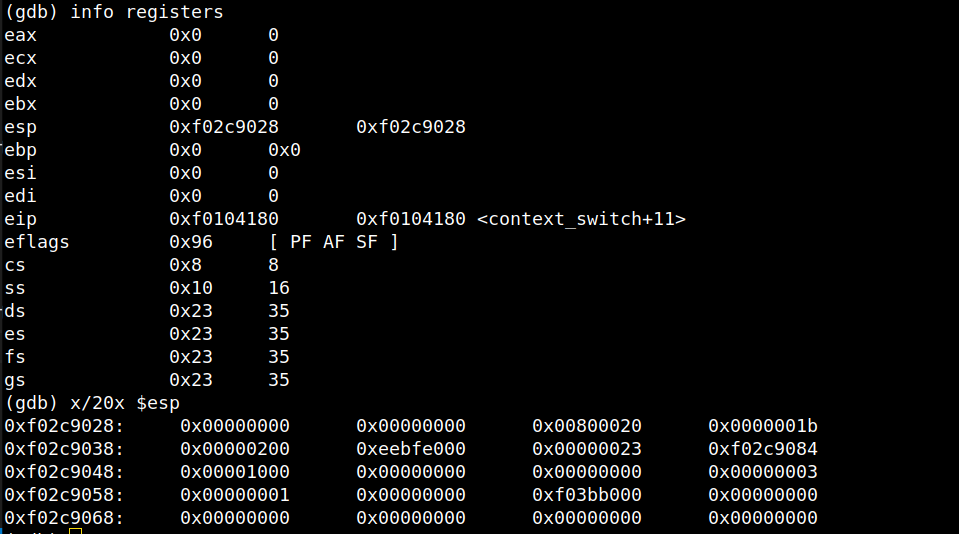 (gdb) info registers
eax            0x0      0
ecx            0x0      0
edx            0x0      0
ebx            0x0      0
esp            0xf02c9028       0xf02c9028
ebp            0x0      0x0
esi            0x0      0
edi            0x0      0
eip            0xf0104180       0xf0104180 <context_switch+11>
eflags         0x96     [ PF AF SF ]
cs             0x8      8
ss             0x10     16
ds             0x23     35
es             0x23     35
fs             0x23     35
gs             0x23     35
(gdb) x/20x $esp
0xf02c9028:     0x00000000      0x00000000      0x00800020      0x0000001b
0xf02c9038:     0x00000200      0xeebfe000      0x00000023      0xf02c9084
0xf02c9048:     0x00001000      0x00000000      0x00000000      0x00000003
0xf02c9058:     0x00000001      0x00000000      0xf03bb000      0x00000000
0xf02c9068:     0x00000000      0x00000000      0x00000000      0x00000000